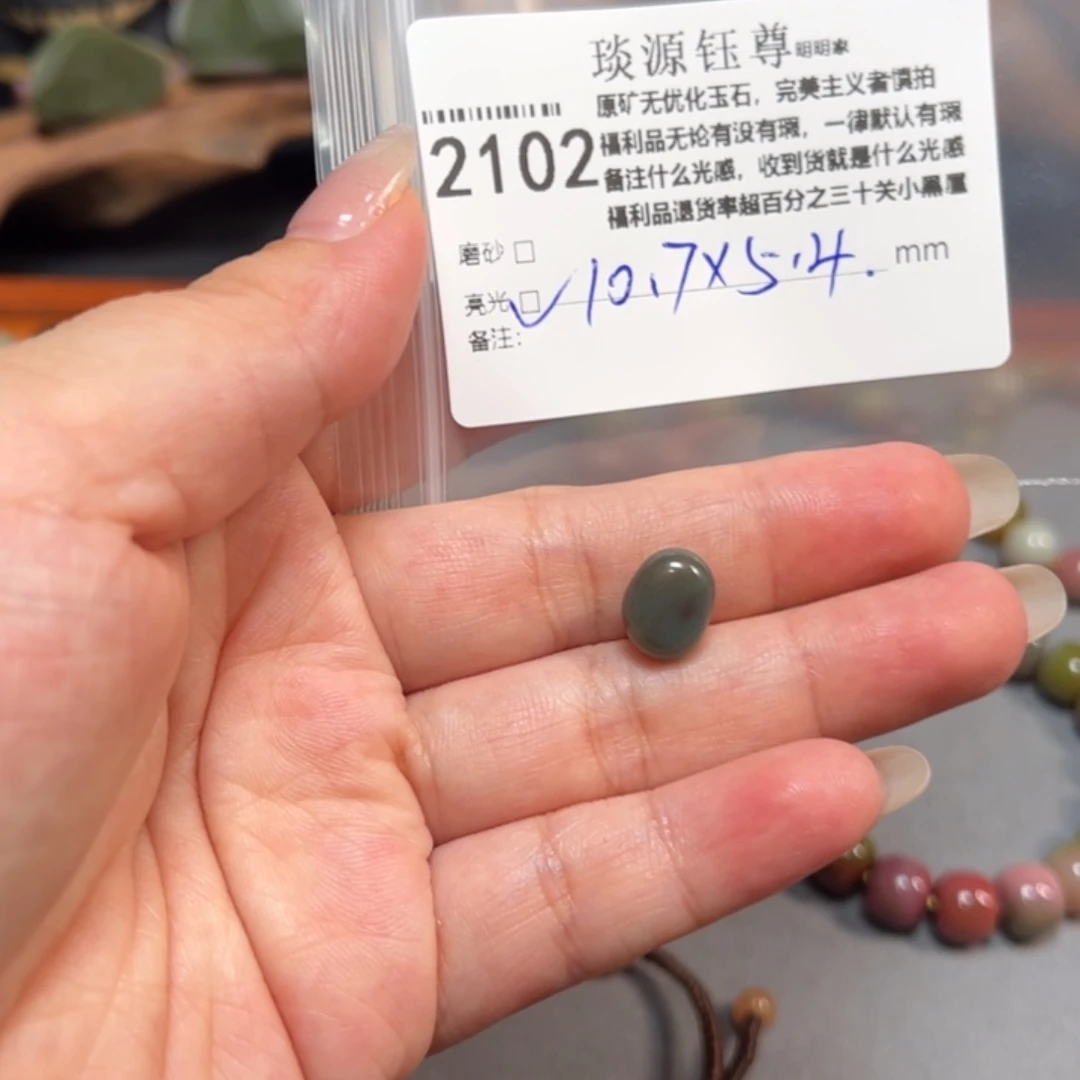 琰源钰尊明明家
原矿无优化玉石，完美主义者慎拍
2102
福利品无论有没有瑕，一律默认有瑕
备注什么光感，收到货就是什么光感
福利品退货率超百分之三十关小黑屋
磨砂 □
亮光 □ ✓ 10.7X5.4. mm
备注：